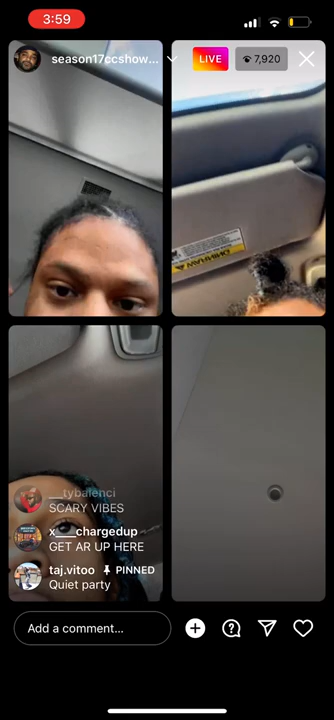 3:59
season17ccshow...
LIVE
7,920
WARNING
__tybalenci
SCARY VIBES
x___chargedup
GET AR UP HERE
taj.vitoo PINNED
Quiet party
Add a comment...